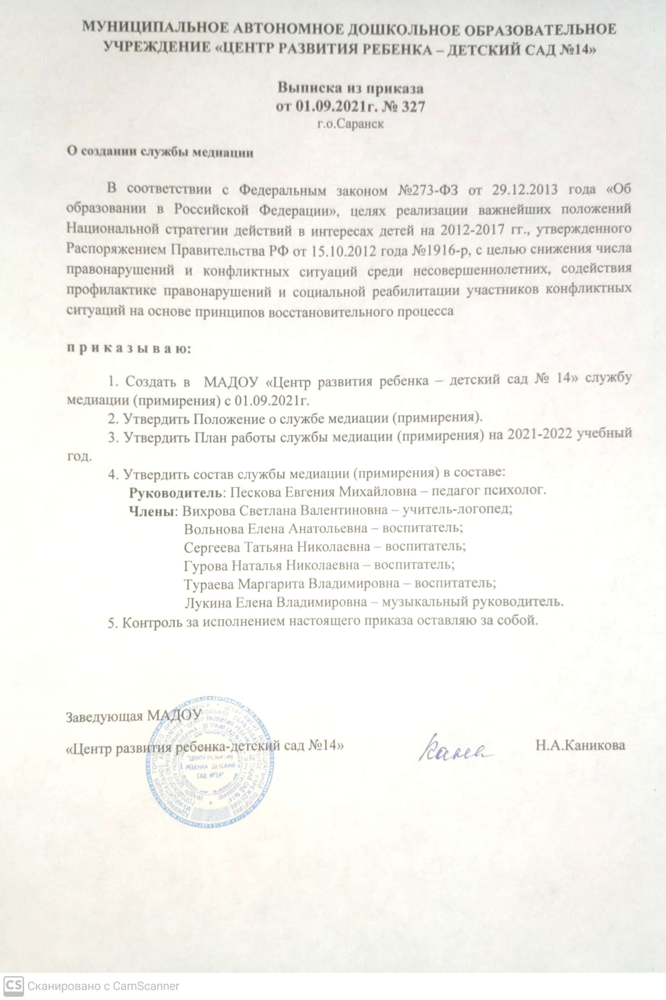 МУНИЦИПАЛЬНОЕ АВТОНОМНОЕ ДОШКОЛЬНОЕ ОБРАЗОВАТЕЛЬНОЕ
УЧРЕЖДЕНИЕ «ЦЕНТР РАЗВИТИЯ РЕБЕНКА – ДЕТСКИЙ САД №14»
Выписка из приказа
от 01.09.2021г. № 327
г.о.Саранск
О создании службы медиации
В соответствии с Федеральным законом №273-ФЗ от 29.12.2013 года «Об
образовании в Российской Федерации», целях реализации важнейших положений
Национальной стратегии действий в интересах детей на 2012-2017 гг., утвержденного
Распоряжением Правительства РФ от 15.10.2012 года №1916-р, с целью снижения числа
правонарушений и конфликтных ситуаций среди несовершеннолетних, содействия
профилактике правонарушений и социальной реабилитации участников конфликтных
ситуаций на основе принципов восстановительного процесса
п р и к а з ы в а ю:
1. Создать в МАДОУ «Центр развития ребенка – детский сад № 14» службу
медиации (примирения) с 01.09.2021г.
2. Утвердить Положение о службе медиации (примирения).
3. Утвердить План работы службы медиации (примирения) на 2021-2022 учебный
год.
4. Утвердить состав службы медиации (примирения) в составе:
Руководитель: Пескова Евгения Михайловна – педагог психолог.
Члены: Вихрова Светлана Валентиновна – учитель-логопед;
Вольнова Елена Анатольевна – воспитатель;
Сергеева Татьяна Николаевна – воспитатель;
Гурова Наталья Николаевна – воспитатель;
Тураева Маргарита Владимировна – воспитатель;
Лукина Елена Владимировна – музыкальный руководитель.
5. Контроль за исполнением настоящего приказа оставляю за собой.
Заведующая МАДОУ
«Центр развития ребенка-детский сад №14»
Н.А.Каникова
"ЦЕНТР РАЗВИТИЯ
РЕБЕНКА ДЕТСКИЙ
САД №14"
CS Сканировано с CamScanner